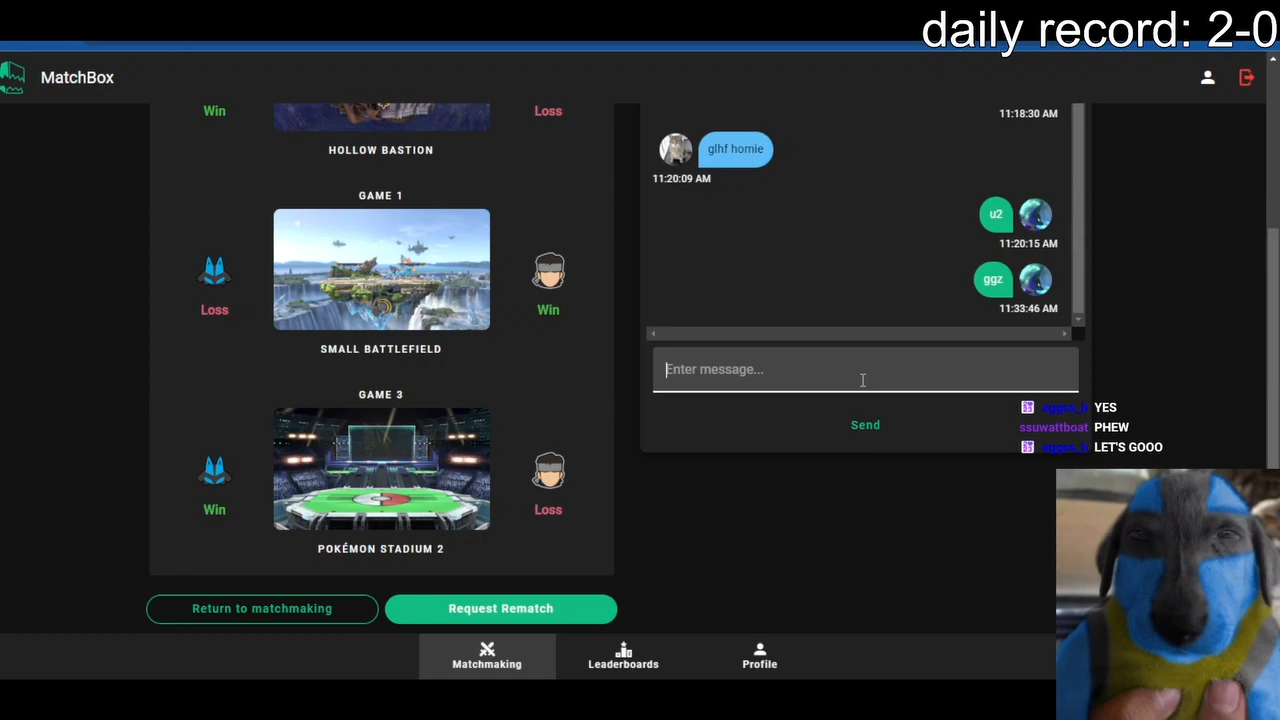 daily record: 2-0
MatchBox
Win
Loss
HOLLOW BASTION
GAME 1
Loss
Win
SMALL BATTLEFIELD
GAME 3
Win
Loss
POKÉMON STADIUM 2
Return to matchmaking
Request Rematch
11:18:30 AM
glhf homie
11:20:09 AM
u2
11:20:15 AM
ggz
11:33:46 AM
Enter message...
Send
YES
ssuwattboat PHEW
LET'S GOOO
Matchmaking
Leaderboards
Profile